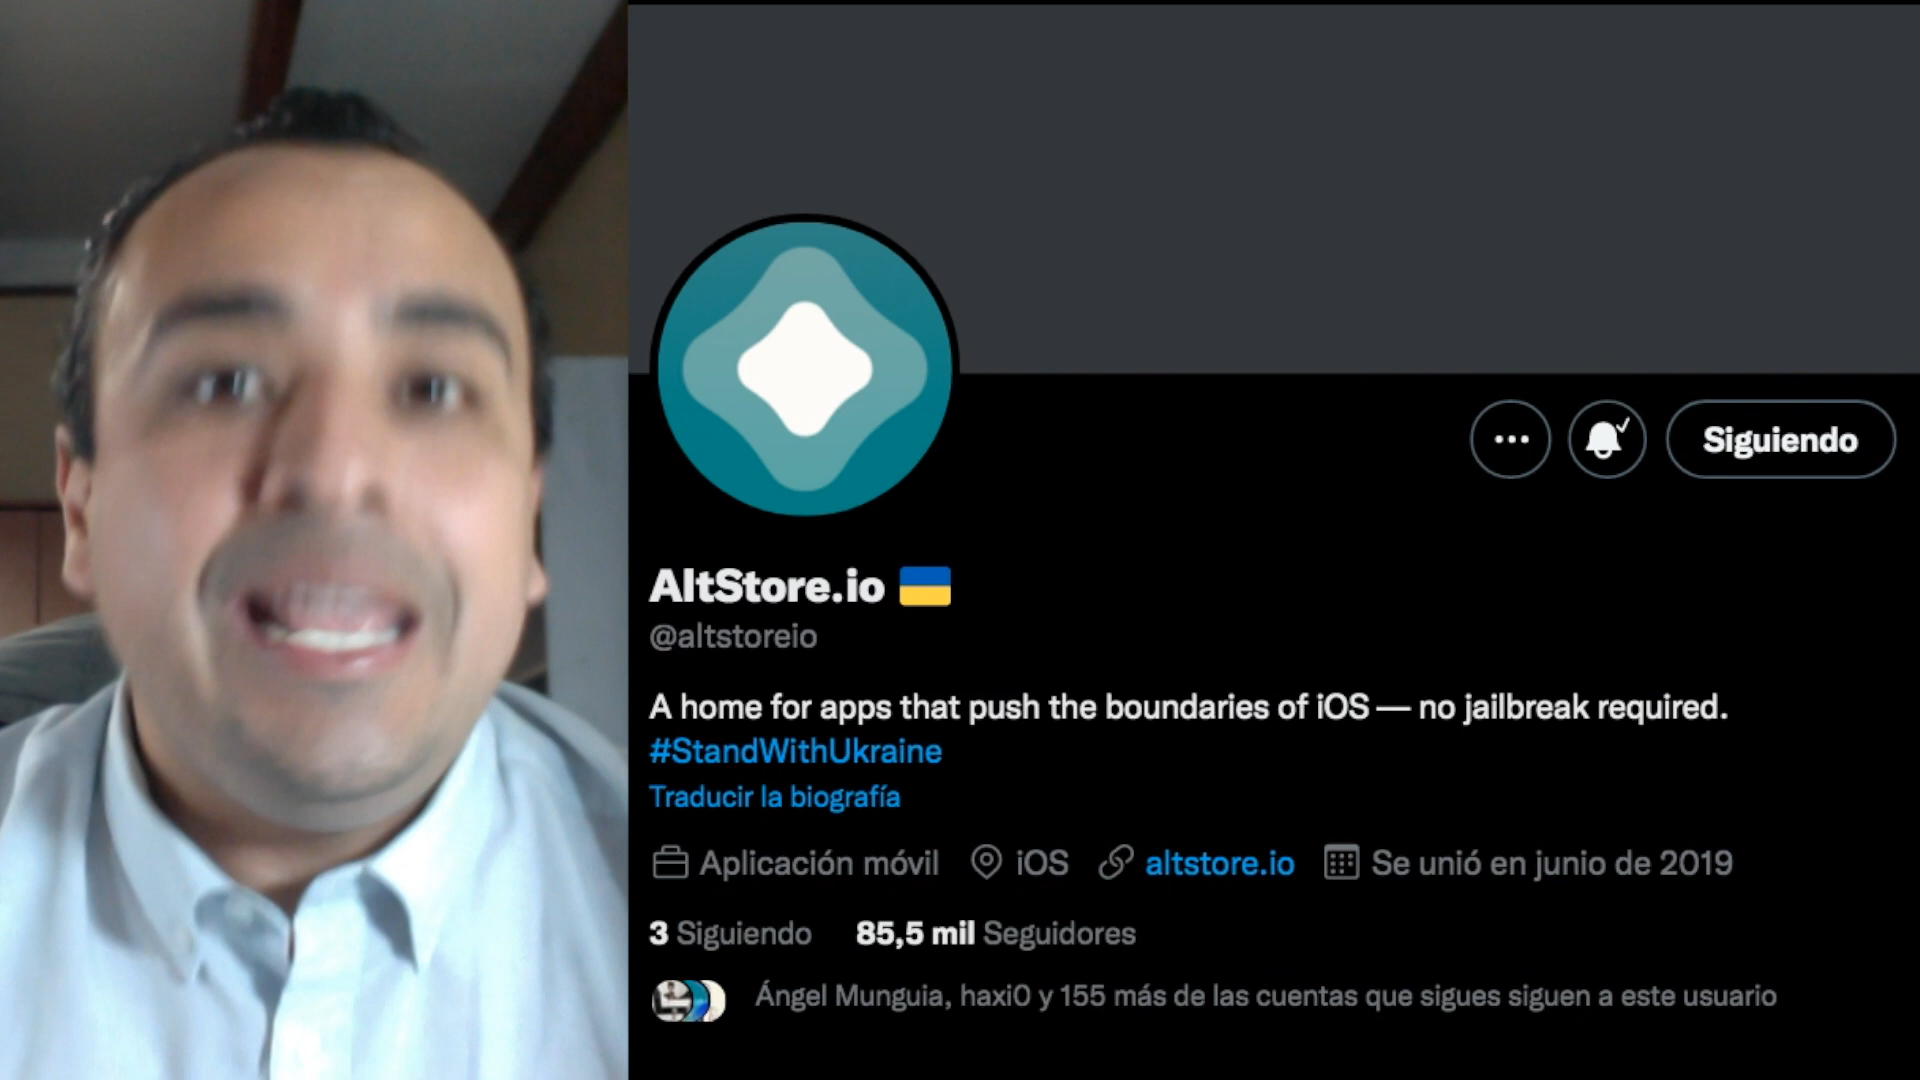 Siguiendo
AltStore.io 🇺🇦
@altstoreio
A home for apps that push the boundaries of iOS — no jailbreak required.
#StandWithUkraine
Traducir la biografía
Aplicación móvil iOS altstore.io Se unió en junio de 2019
3 Siguiendo 85,5 mil Seguidores
Ángel Munguia, haxi0 y 155 más de las cuentas que sigues siguen a este usuario